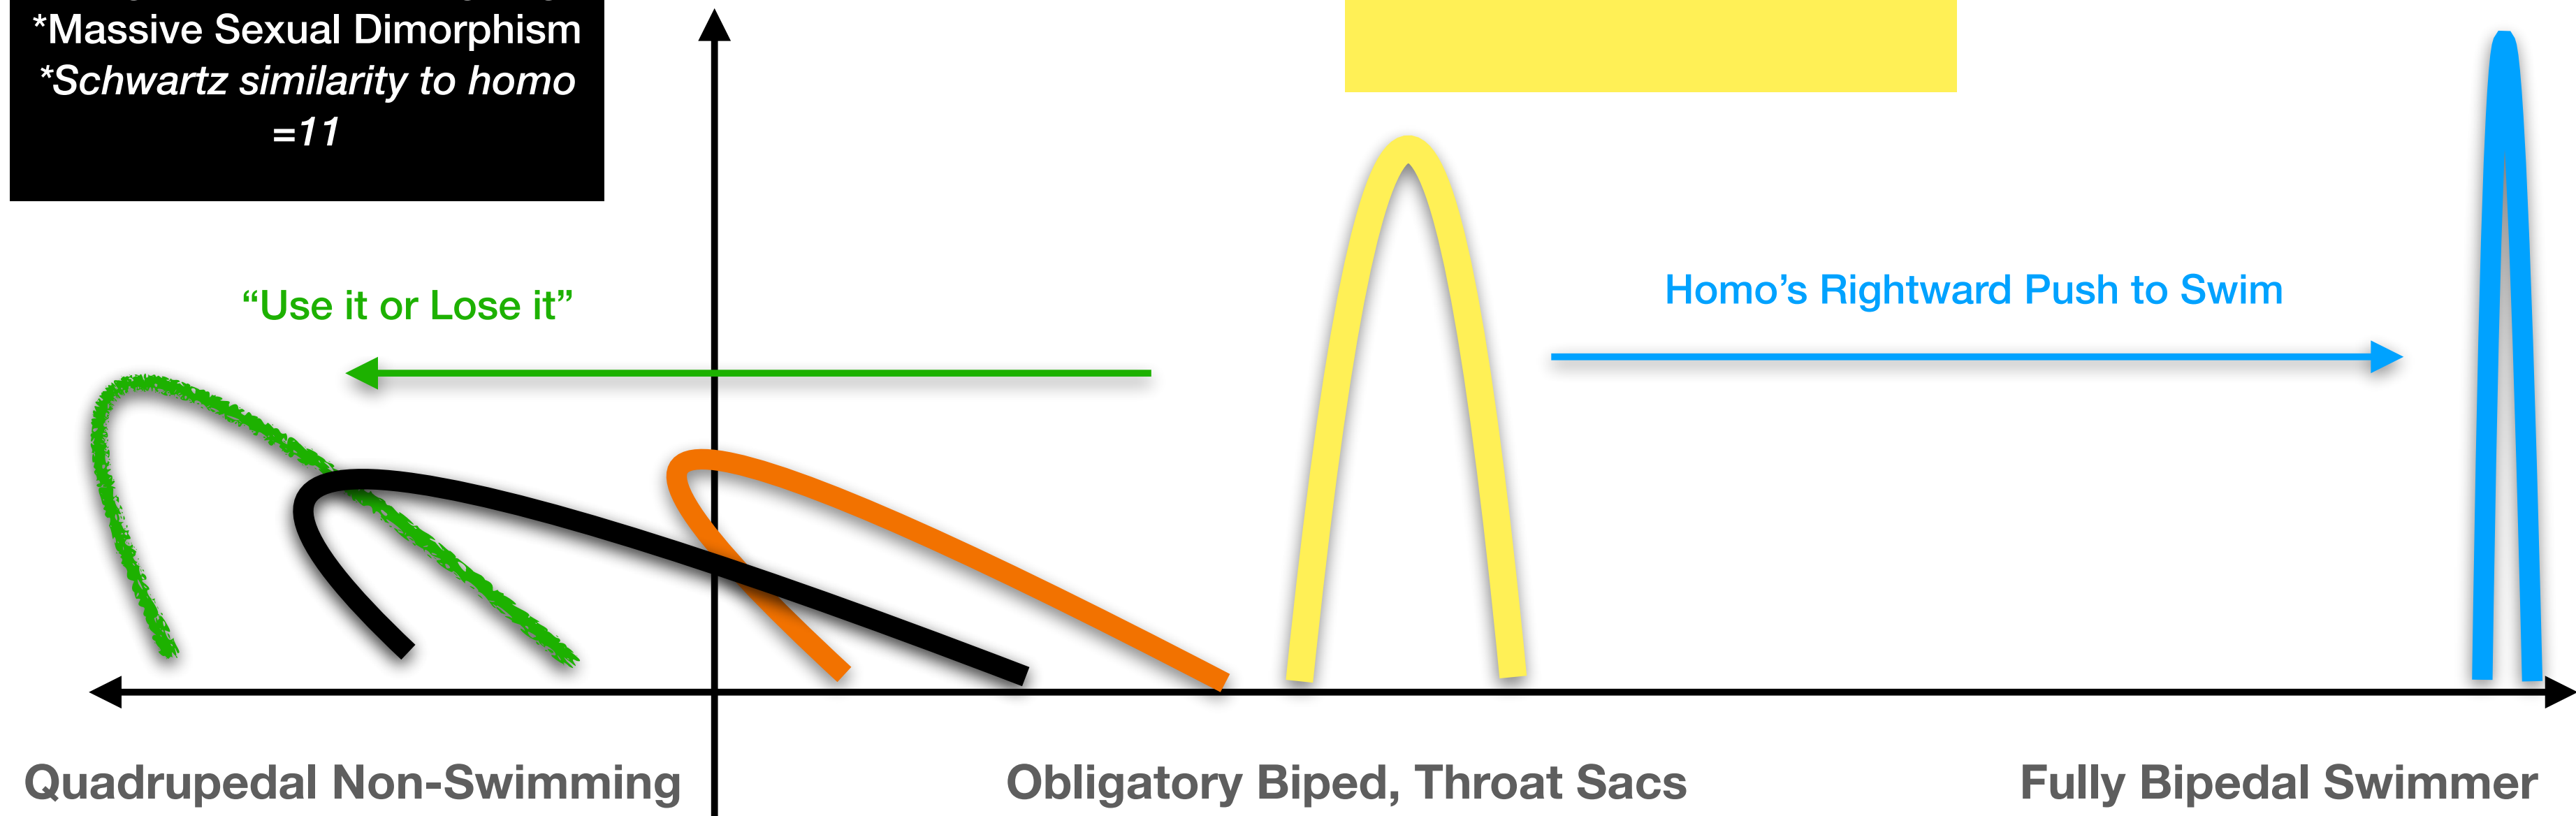 *Massive Sexual Dimorphism
*Schwartz similarity to homo
=11
“Use it or Lose it”
Homo’s Rightward Push to Swim
Quadrupedal Non-Swimming
Obligatory Biped, Throat Sacs
Fully Bipedal Swimmer